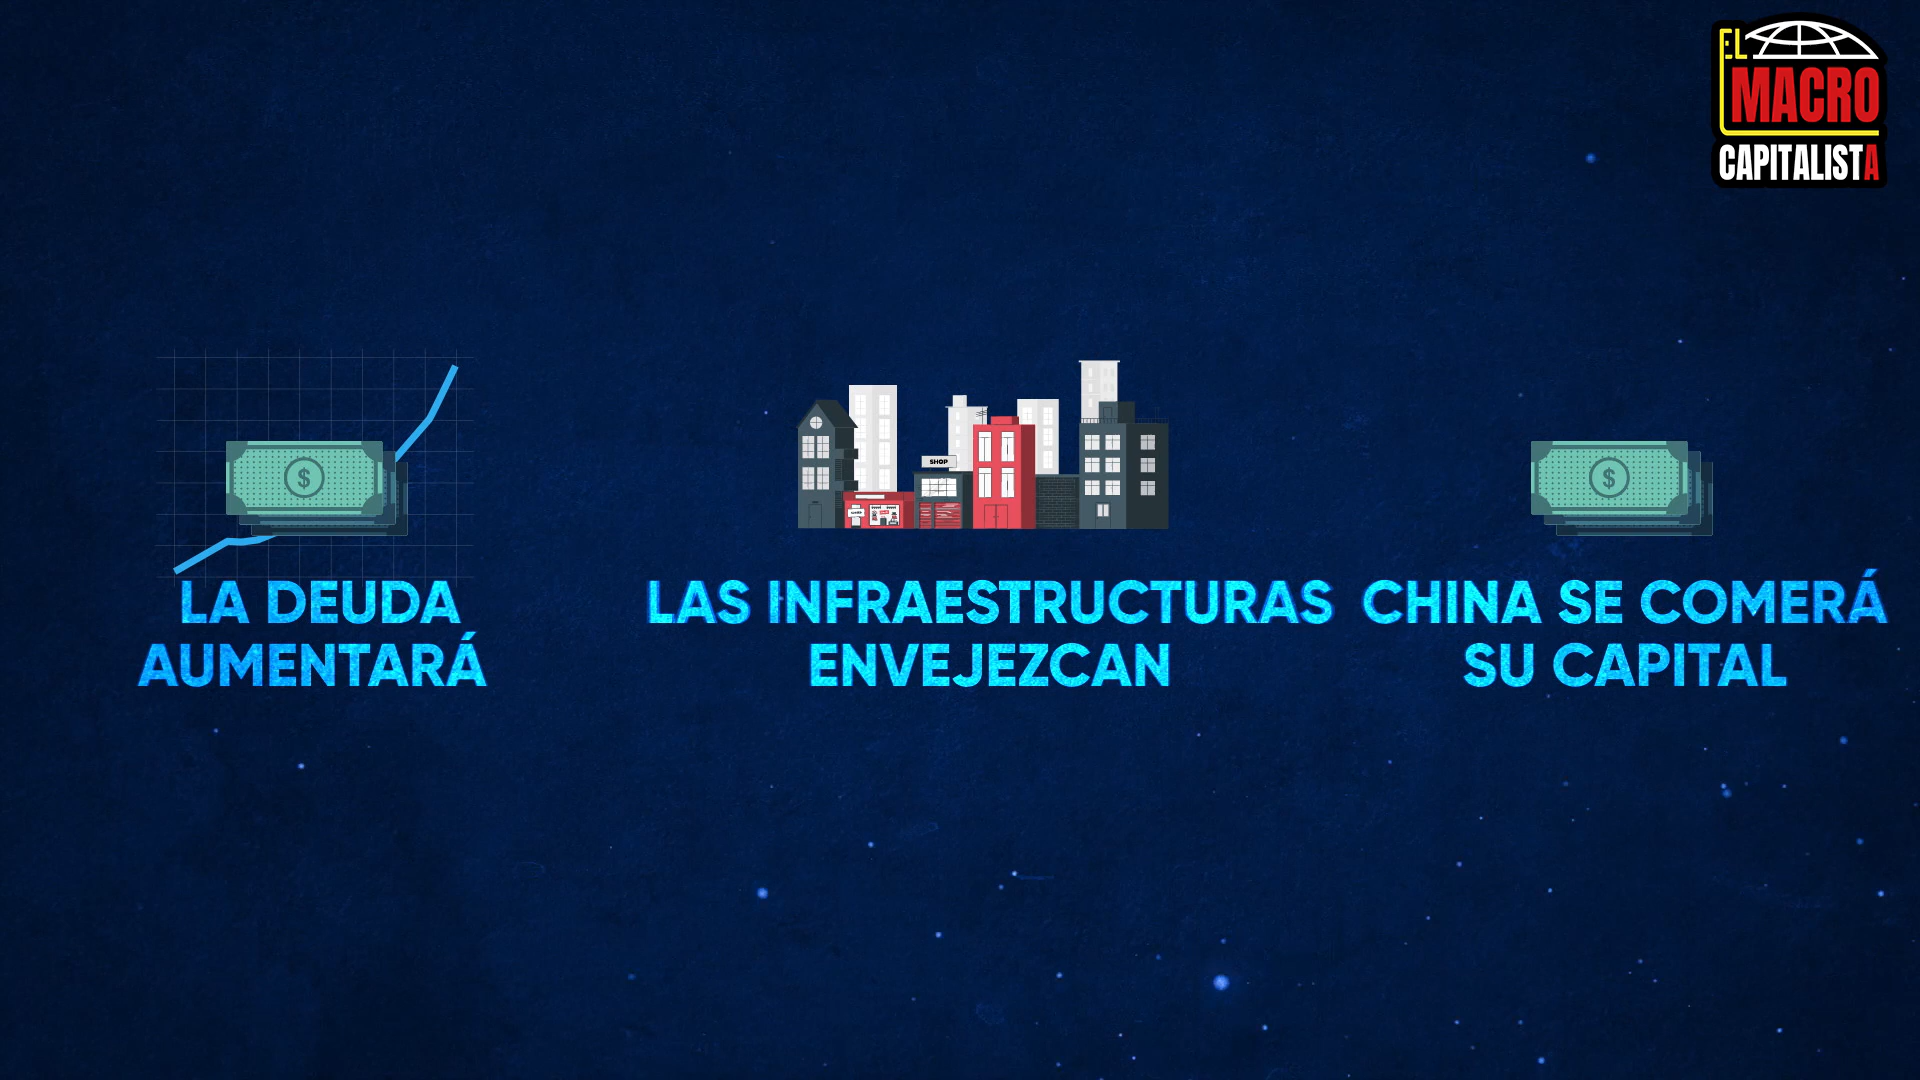 EL
MACRO
CAPITALISTA
$
$
SHOP
LA DEUDA
AUMENTARÁ
LAS INFRAESTRUCTURAS
ENVEJEZCAN
CHINA SE COMERÁ
SU CAPITAL